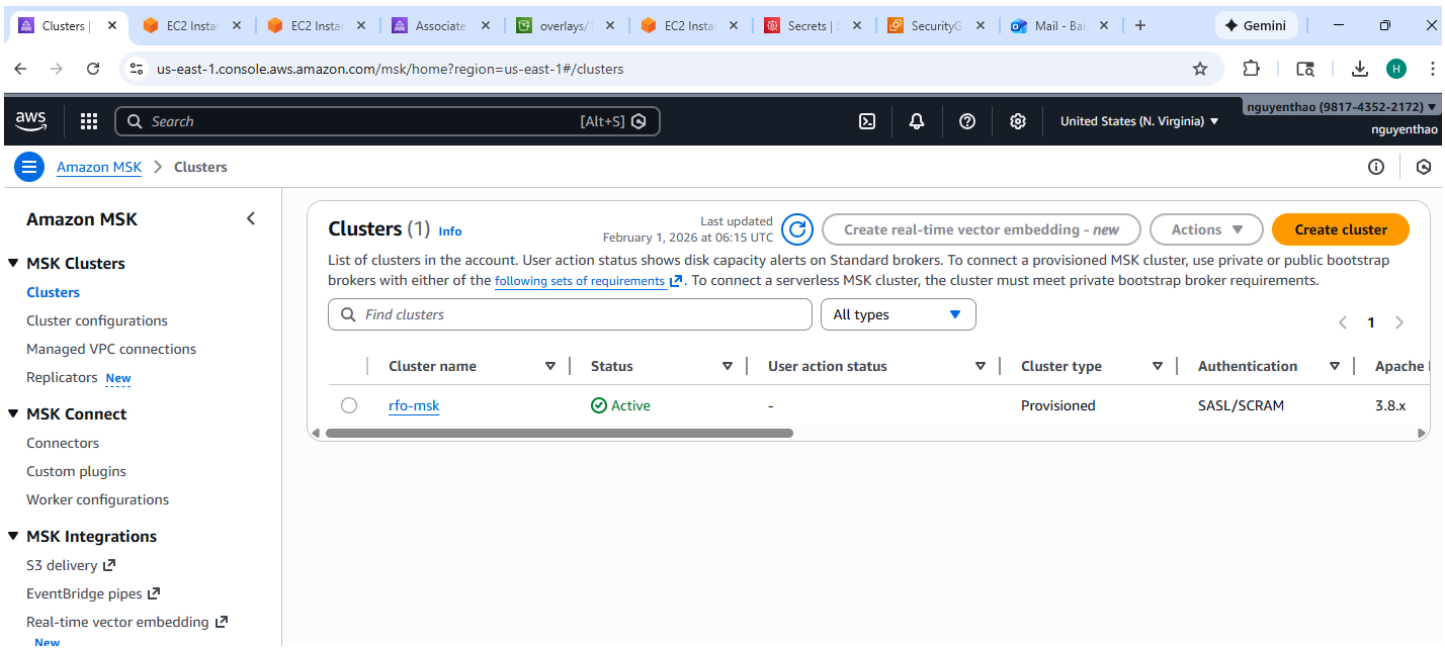 Clusters |
EC2 Instar
EC2 Instar
Associate
overlays/1
EC2 Instar
Secrets | S
SecurityG
Mail - Bai
Gemini
us-east-1.console.aws.amazon.com/msk/home?region=us-east-1#/clusters
H
aws
Search
[Alt+S]
United States (N. Virginia)
nguyenthao (9817-4352-2172)
nguyenthao
Amazon MSK > Clusters
Amazon MSK
MSK Clusters
Clusters
Cluster configurations
Managed VPC connections
Replicators New
MSK Connect
Connectors
Custom plugins
Worker configurations
MSK Integrations
S3 delivery
EventBridge pipes
Real-time vector embedding
New
Clusters (1) Info
Last updated
February 1, 2026 at 06:15 UTC
Create real-time vector embedding - new
Actions
Create cluster
List of clusters in the account. User action status shows disk capacity alerts on Standard brokers. To connect a provisioned MSK cluster, use private or public bootstrap
brokers with either of the following sets of requirements. To connect a serverless MSK cluster, the cluster must meet private bootstrap broker requirements.
Find clusters
All types
1
Cluster name Status User action status Cluster type Authentication Apache
rfo-msk Active - Provisioned SASL/SCRAM 3.8.x